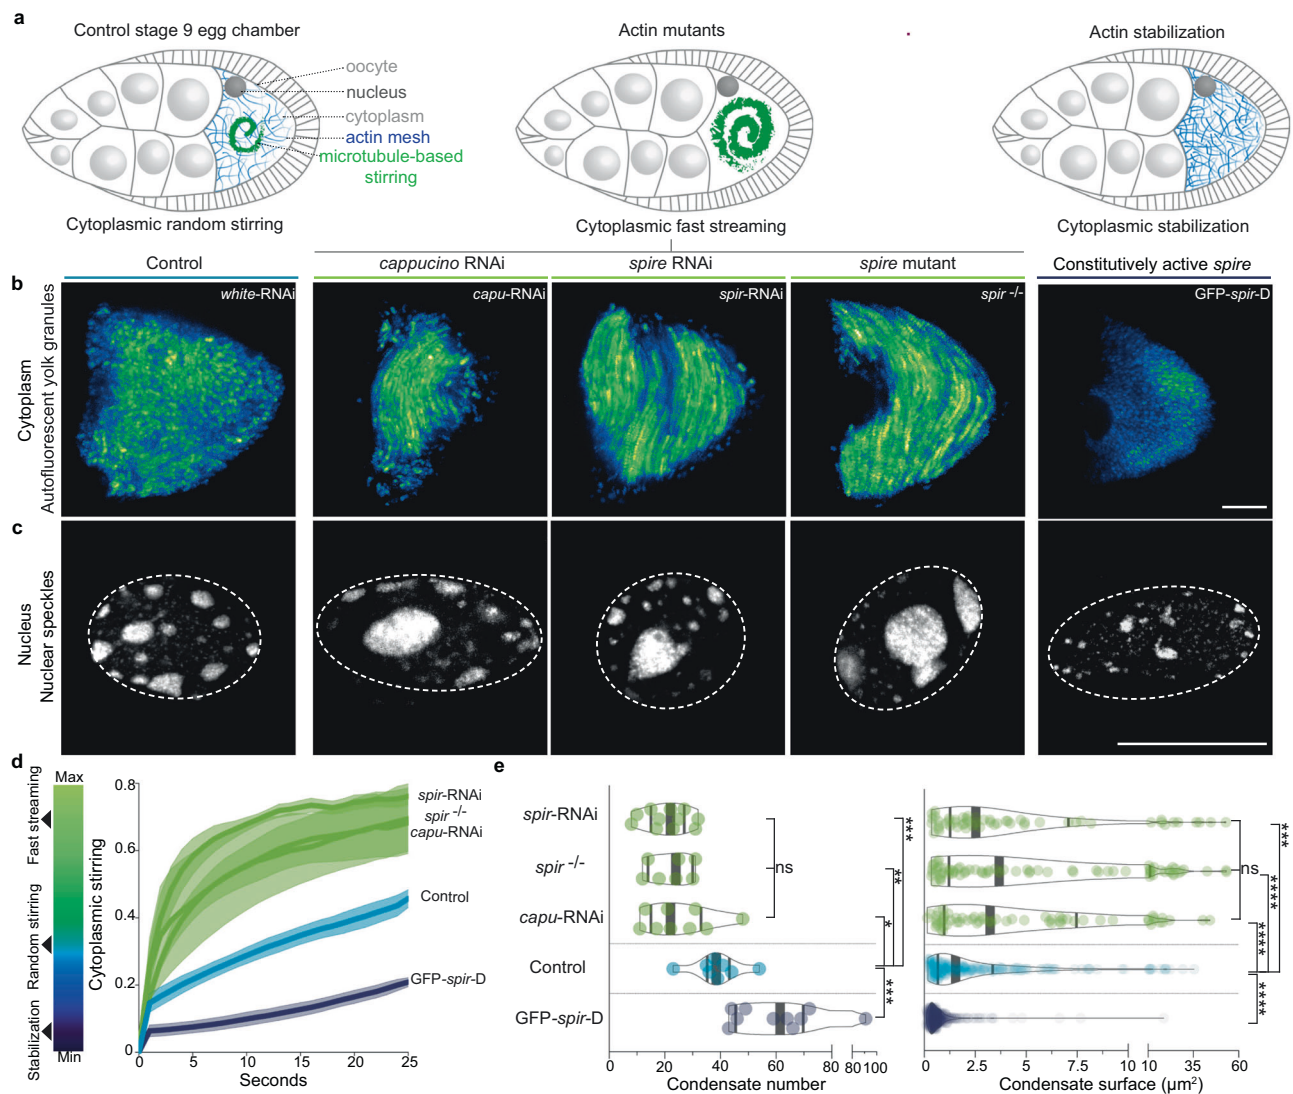 a
Control stage 9 egg chamber
Actin mutants
Actin stabilization
oocyte
nucleus
cytoplasm
actin mesh
microtubule-based
stirring
Cytoplasmic random stirring
Cytoplasmic fast streaming
Cytoplasmic stabilization
Control
cappucino RNAi
spire RNAi
spire mutant
Constitutively active spire
b
Cytoplasm
Autofluorescent yolk granules
white-RNAi
capu-RNAi
spir-RNAi
spir -/-
GFP-spir-D
c
Nucleus
Nuclear speckles
d
Max
Min
Fast streaming
Random stirring
Stabilization
Cytoplasmic stirring
0.8
0.6
0.4
0.2
0
0 5 10 15 20 25
Seconds
spir-RNAi
spir -/-
capu-RNAi
Control
GFP-spir-D
e
spir-RNAi
spir -/-
capu-RNAi
Control
GFP-spir-D
ns
*
**
***
***
0 20 40 60 80 80 100
Condensate number
ns
****
****
***
****
0 2.5 5 7.5 10 10 35 60
Condensate surface (µm2)